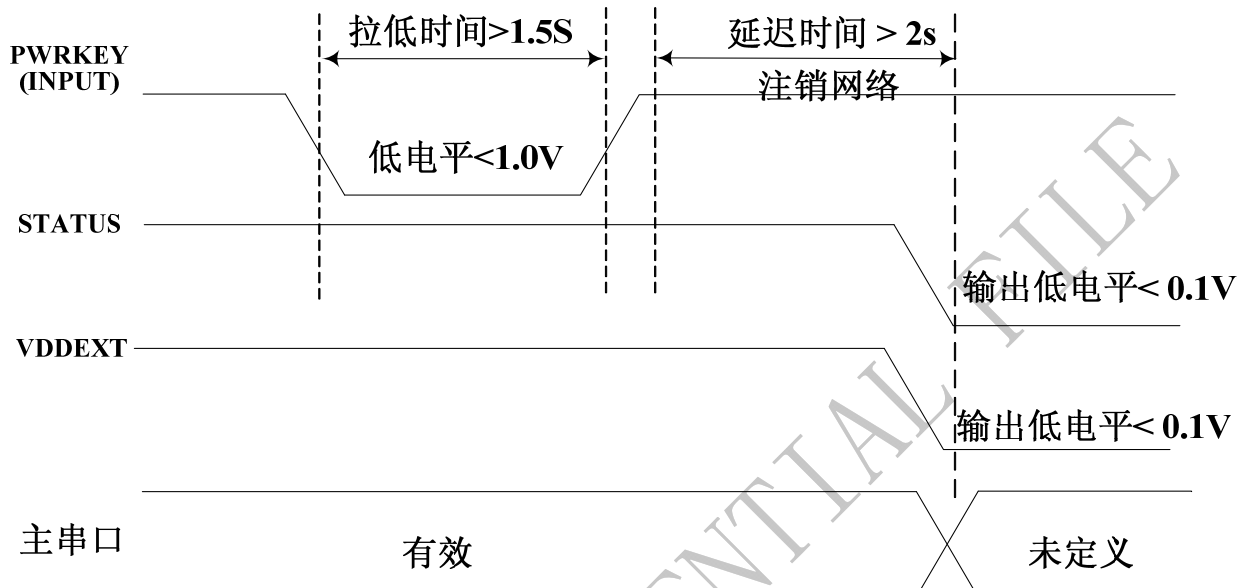 拉低时间>1.5S
延迟时间 > 2s
PWRKEY
(INPUT)
注销网络
低电平<1.0V
STATUS
输出低电平< 0.1V
VDDEXT
输出低电平< 0.1V
主串口
有效
未定义
ENTIAL FILE